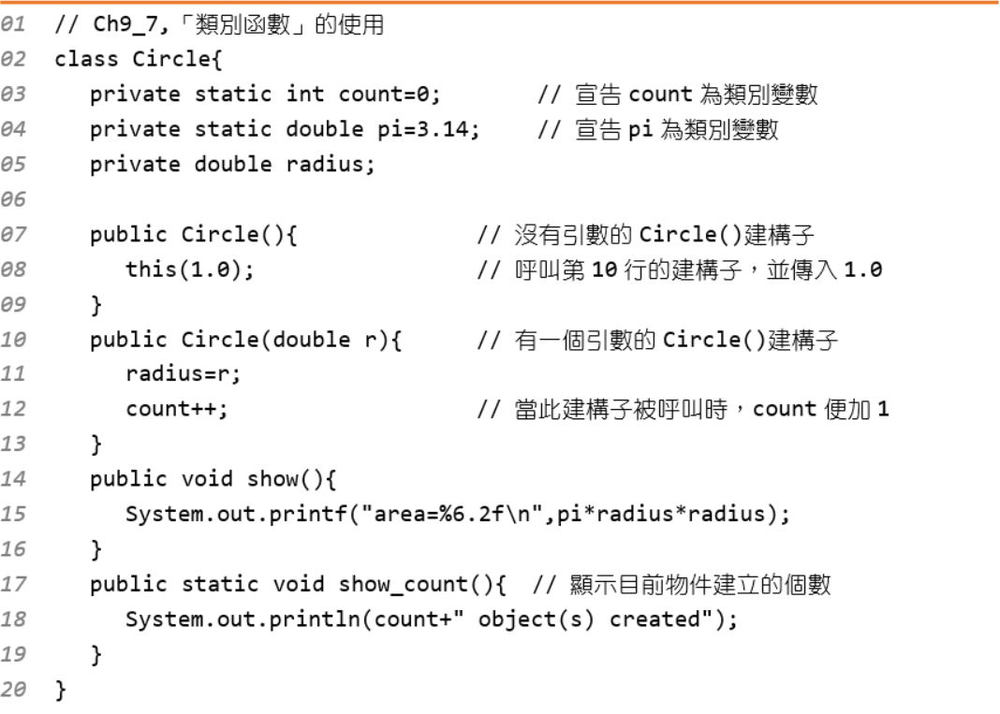 01 // Ch9_7,「類別函數」的使用
02 class Circle{
03 private static int count=0; // 宣告 count 為類別變數
04 private static double pi=3.14; // 宣告 pi 為類別變數
05 private double radius;
06
07 public Circle(){ // 沒有引數的 Circle()建構子
08 this(1.0); // 呼叫第 10 行的建構子，並傳入 1.0
09 }
10 public Circle(double r){ // 有一個引數的 Circle()建構子
11 radius=r;
12 count++; // 當此建構子被呼叫時，count 便加 1
13 }
14 public void show(){
15 System.out.printf("area=%6.2f\n",pi*radius*radius);
16 }
17 public static void show_count(){ // 顯示目前物件建立的個數
18 System.out.println(count+" object(s) created");
19 }
20 }